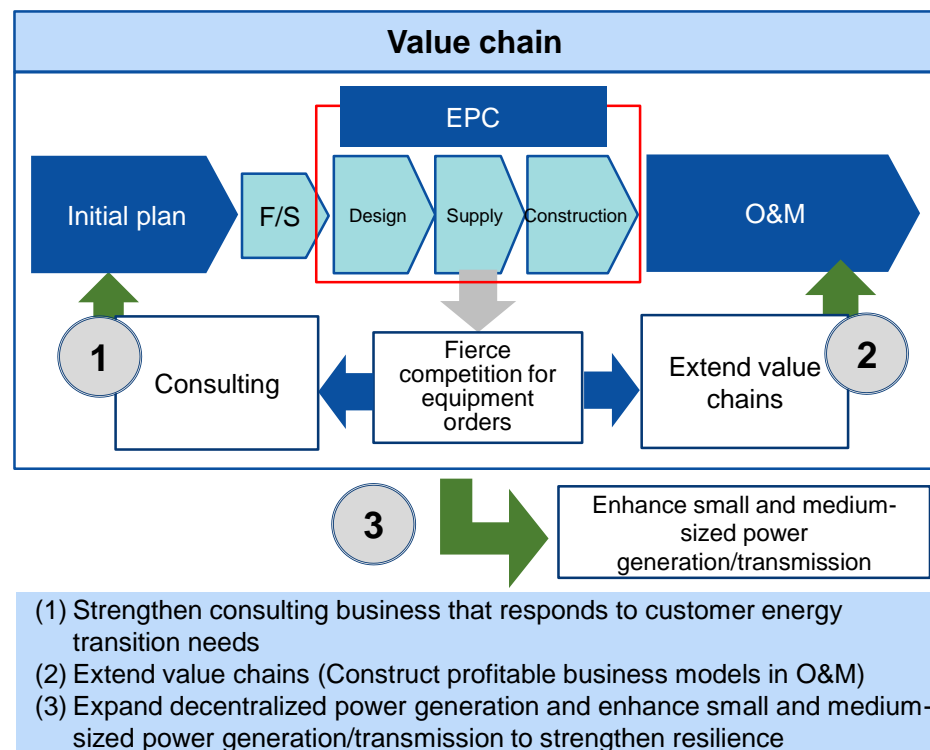 Value chain
EPC
Initial plan
F/S
Design
Supply
Construction
O&M
1
Consulting
Fierce
competition for
equipment
orders
Extend value
chains
2
3
Enhance small and medium-
sized power
generation/transmission
(1) Strengthen consulting business that responds to customer energy
transition needs
(2) Extend value chains (Construct profitable business models in O&M)
(3) Expand decentralized power generation and enhance small and medium-
sized power generation/transmission to strengthen resilience